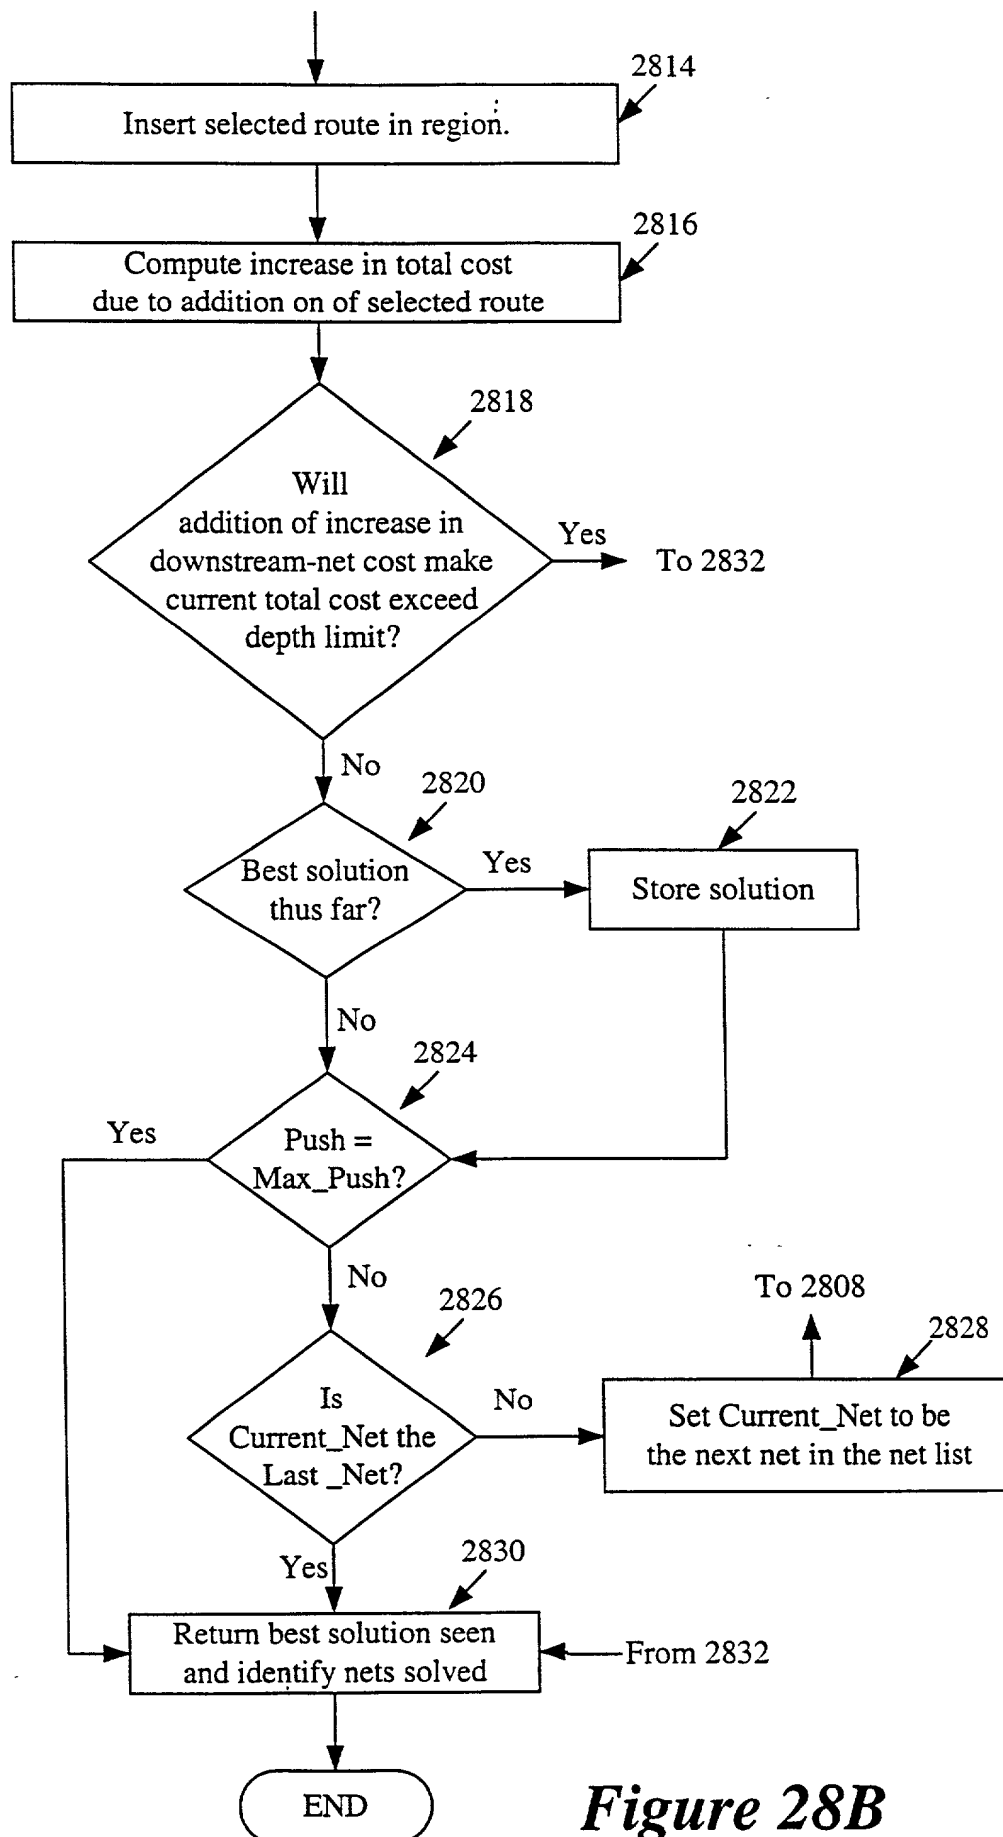 2814
Insert selected route in region.
2816
Compute increase in total cost
due to addition on of selected route
2818
Will
addition of increase in
downstream-net cost make
current total cost exceed
depth limit?
Yes
To 2832
No
2820
Best solution
thus far?
Yes
2822
Store solution
No
2824
Push =
Max_Push?
Yes
No
2826
Is
Current_Net the
Last _Net?
No
To 2808
2828
Set Current_Net to be
the next net in the net list
Yes
2830
Return best solution seen
and identify nets solved
From 2832
END
Figure 28B